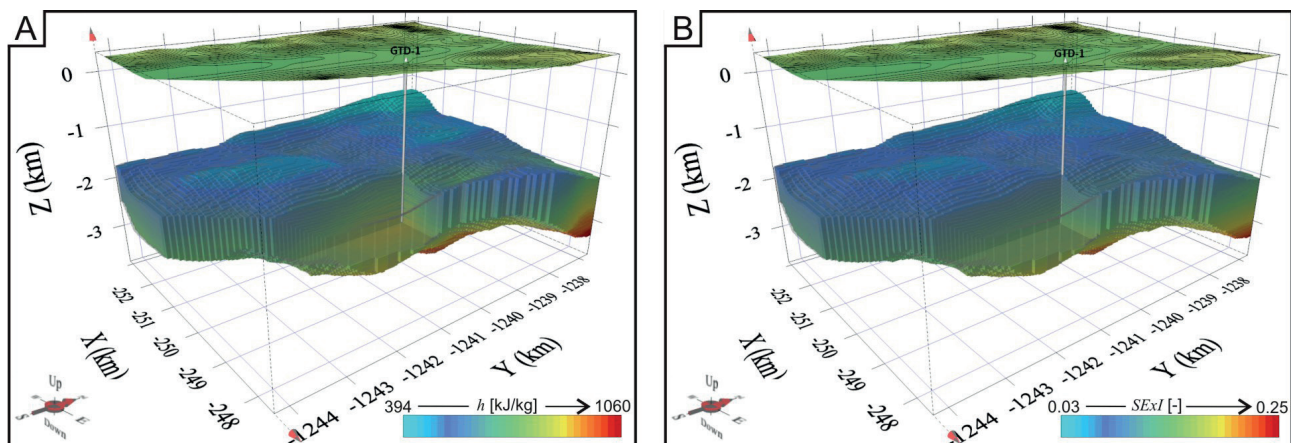 A
GTD-1
0
-1
-2
-3
Z (km)
-252
-251
-250
-249
-248
X (km)
-1244
-1243
-1242
-1241
-1240
-1239
-1238
Y (km)
Up
S
E
Down
394 h [kJ/kg] 1060
B
GTD-1
0
-1
-2
-3
Z (km)
-252
-251
-250
-249
-248
X (km)
-1244
-1243
-1242
-1241
-1240
-1239
-1238
Y (km)
Up
S
E
Down
0.03 SExI [-] 0.25